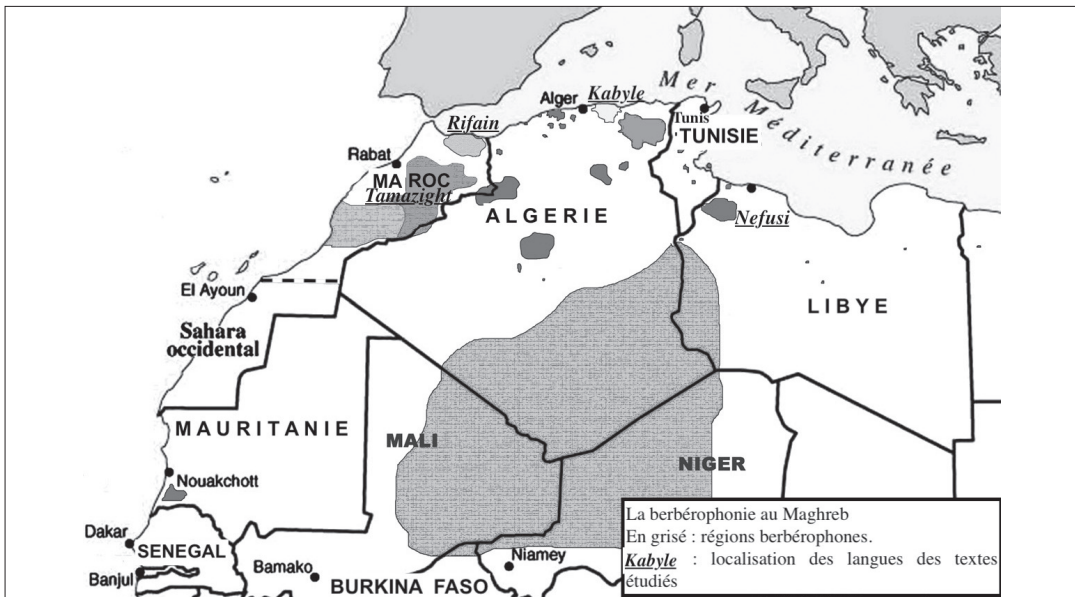 Mer
Méditerranée
Alger
Kabyle
Tunis
TUNISIE
Rifain
Rabat
MAROC
Tamazight
ALGERIE
Nefusi
El Ayoun
LIBYE
Sahara
occidental
MAURITANIE
MALI
NIGER
Nouakchott
Dakar
SENEGAL
Banjul
Bamako
Niamey
BURKINA FASO
La berbérophonie au Maghreb
En grisé : régions berbérophones.
Kabyle : localisation des langues des textes
étudiés